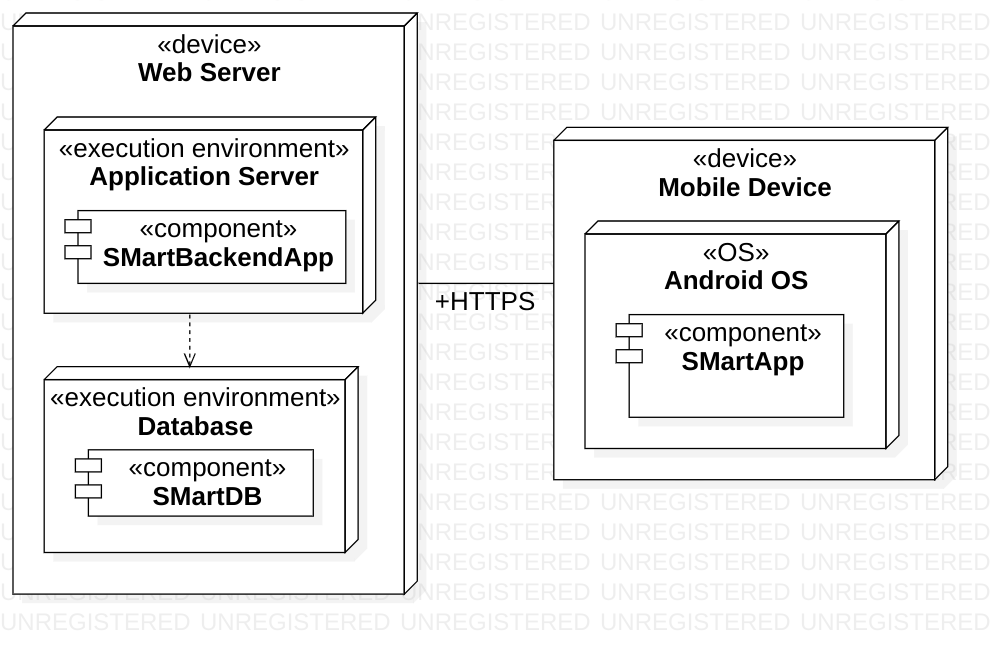 «device»
Web Server
«execution environment»
Application Server
«component»
SMartBackendApp
«execution environment»
Database
«component»
SMartDB
+HTTPS
«device»
Mobile Device
«OS»
Android OS
«component»
SMartApp
UNREGISTERED UNREGISTERED UNREGISTERED UNREGISTERED UNREGISTERED